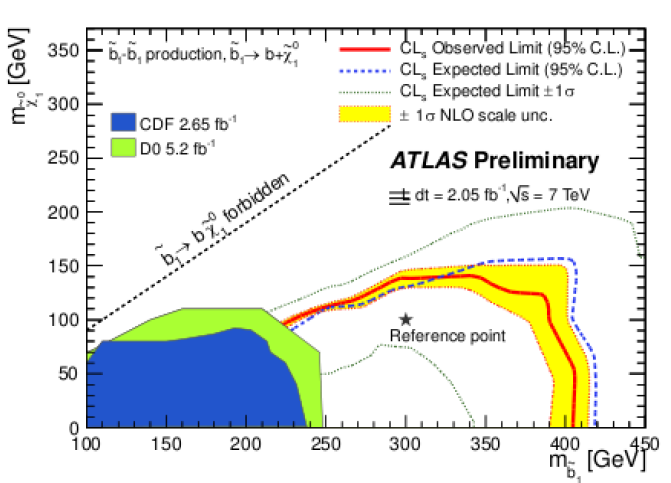 b̃₁-b̃₁ production, b̃₁→ b+χ̃₁⁰
CLₛ Observed Limit (95% C.L.)
CLₛ Expected Limit (95% C.L.)
CLₛ Expected Limit ±1σ
± 1σ NLO scale unc.
CDF 2.65 fb⁻¹
D0 5.2 fb⁻¹
ATLAS Preliminary
dt = 2.05 fb⁻¹,√s = 7 TeV
b̃₁→ bχ̃₁⁰ forbidden
Reference point
m_χ̃₁⁰ [GeV]
350
300
250
200
150
100
50
0
100 150 200 250 300 350 400 450
m_b̃₁ [GeV]